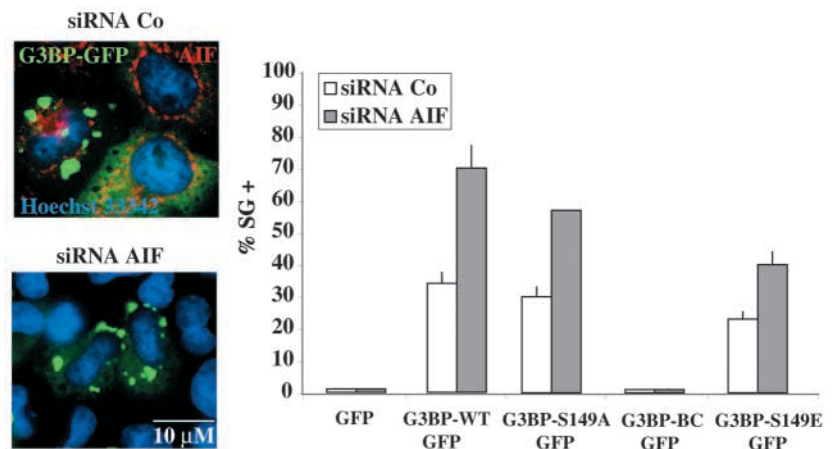 siRNA Co
G3BP-GFP AIF
Hoechst 33342
siRNA AIF
10 µM
% SG +
100
90
80
70
60
50
40
30
20
10
0
siRNA Co
siRNA AIF
GFP
G3BP-WT
GFP
G3BP-S149A
GFP
G3BP-BC
GFP
G3BP-S149E
GFP